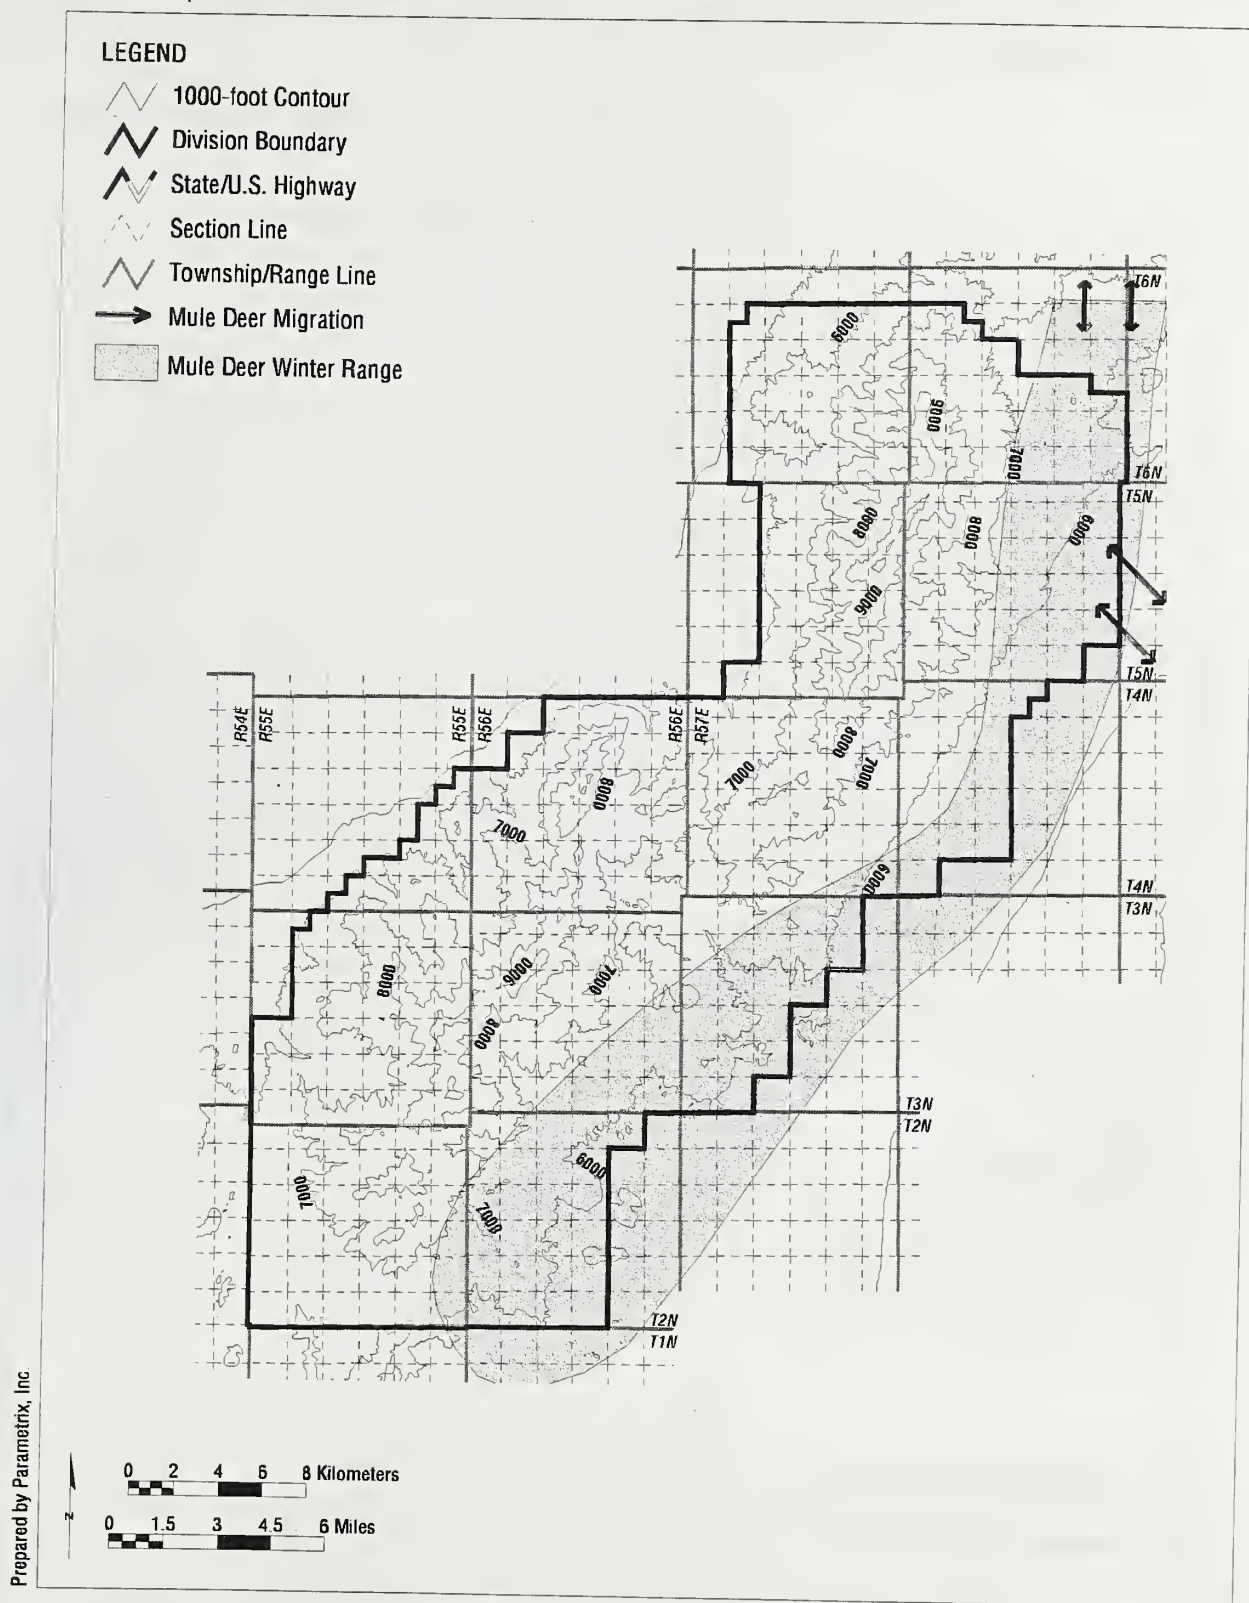 LEGEND
1000-foot Contour
Division Boundary
State/U.S. Highway
Section Line
Township/Range Line
Mule Deer Migration
Mule Deer Winter Range
T6N
6000
9000
7000
T6N
T5N
8000
8000
6000
9000
T5N
T4N
R54E
R55E
R55E
R56E
R56E
R57E
8000
7000
7000
8000
7000
6000
T4N
T3N
8000
9000
7000
8000
T3N
T2N
6000
7000
7000
T2N
T1N
0 2 4 6 8 Kilometers
0 1.5 3 4.5 6 Miles
N
Prepared by Parametrix, Inc